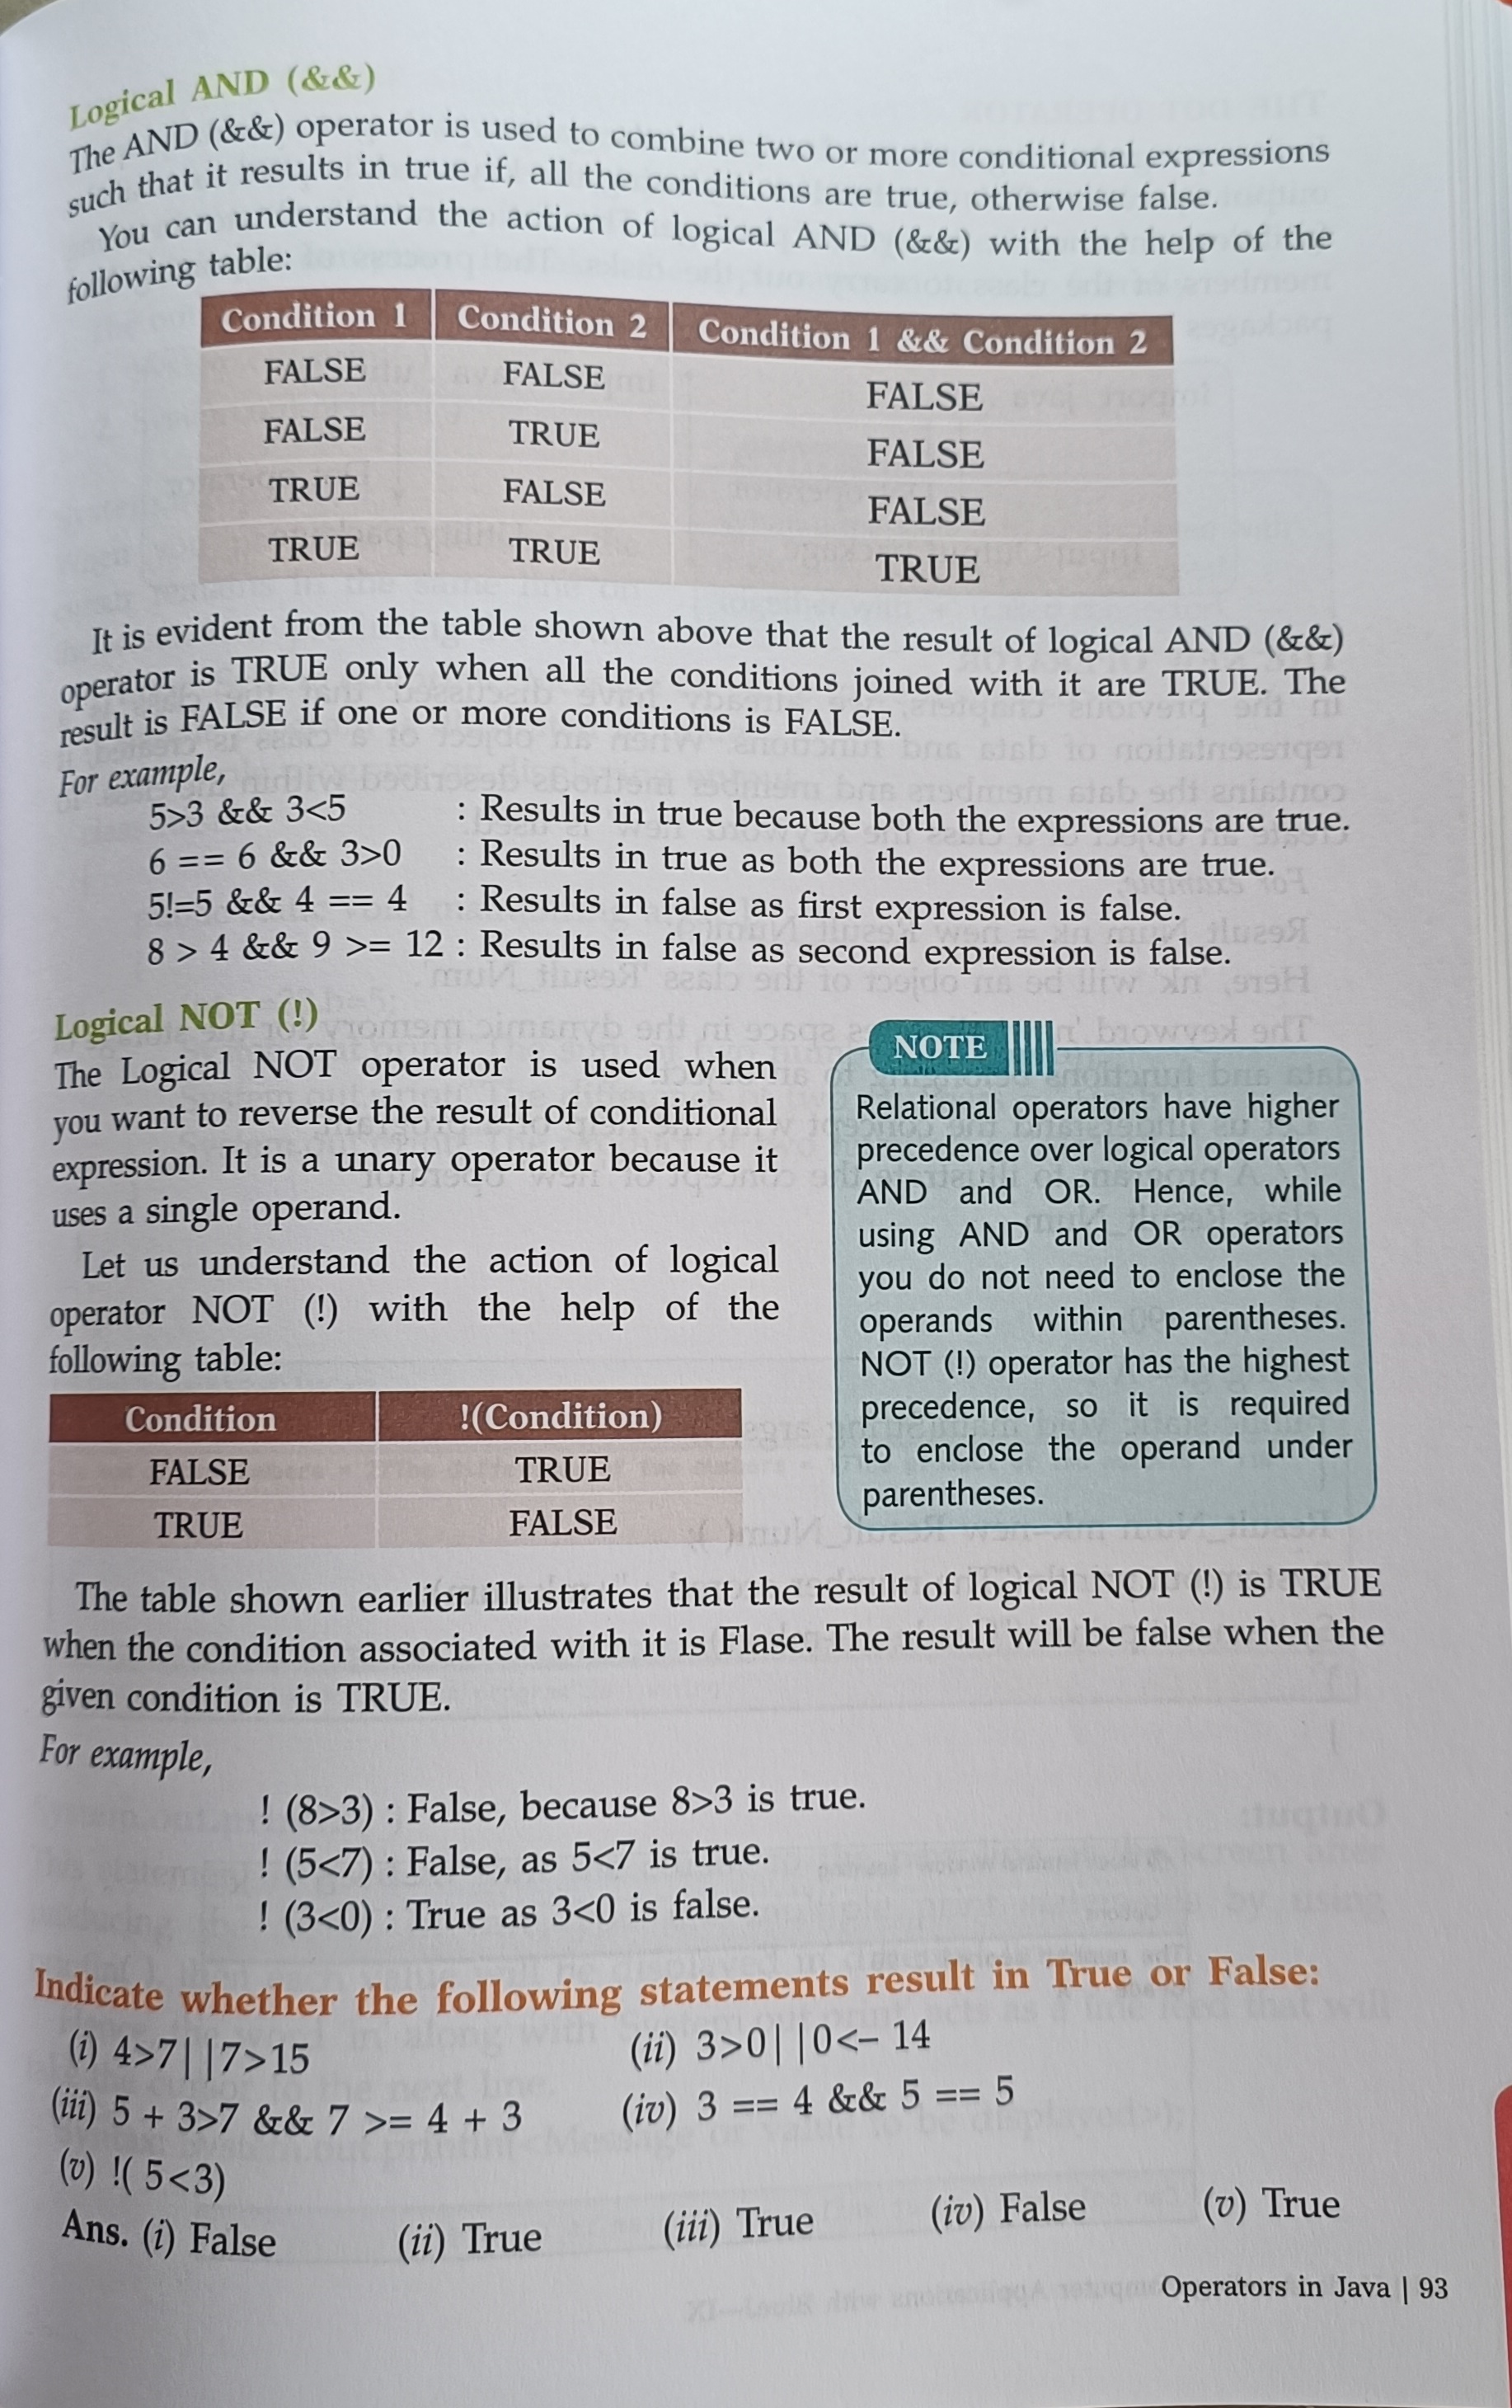 Logical AND (&&)
The AND (&&) operator is used to combine two or more conditional expressions
such that it results in true if, all the conditions are true, otherwise false.
You can understand the action of logical AND (&&) with the help of the
following table:
Condition 1 Condition 2 Condition 1 && Condition 2
FALSE FALSE FALSE
FALSE TRUE FALSE
TRUE FALSE FALSE
TRUE TRUE TRUE
It is evident from the table shown above that the result of logical AND (&&)
operator is TRUE only when all the conditions joined with it are TRUE. The
result is FALSE if one or more conditions is FALSE.
For example,
5>3 && 3<5 : Results in true because both the expressions are true.
6 == 6 && 3>0 : Results in true as both the expressions are true.
5!=5 && 4 == 4 : Results in false as first expression is false.
8 > 4 && 9 >= 12 : Results in false as second expression is false.
Logical NOT (!)
The Logical NOT operator is used when
you want to reverse the result of conditional
expression. It is a unary operator because it
uses a single operand.
Let us understand the action of logical
operator NOT (!) with the help of the
following table:
Condition !(Condition)
FALSE TRUE
TRUE FALSE
NOTE
Relational operators have higher
precedence over logical operators
AND and OR. Hence, while
using AND and OR operators
you do not need to enclose the
operands within parentheses.
NOT (!) operator has the highest
precedence, so it is required
to enclose the operand under
parentheses.
The table shown earlier illustrates that the result of logical NOT (!) is TRUE
when the condition associated with it is Flase. The result will be false when the
given condition is TRUE.
For example,
! (8>3) : False, because 8>3 is true.
! (5<7) : False, as 5<7 is true.
! (3<0) : True as 3<0 is false.
Indicate whether the following statements result in True or False:
(i) 4>7||7>15 (ii) 3>0||0<– 14
(iii) 5 + 3>7 && 7 >= 4 + 3 (iv) 3 == 4 && 5 == 5
(v) !( 5<3)
Ans. (i) False (ii) True (iii) True (iv) False (v) True
Operators in Java | 93